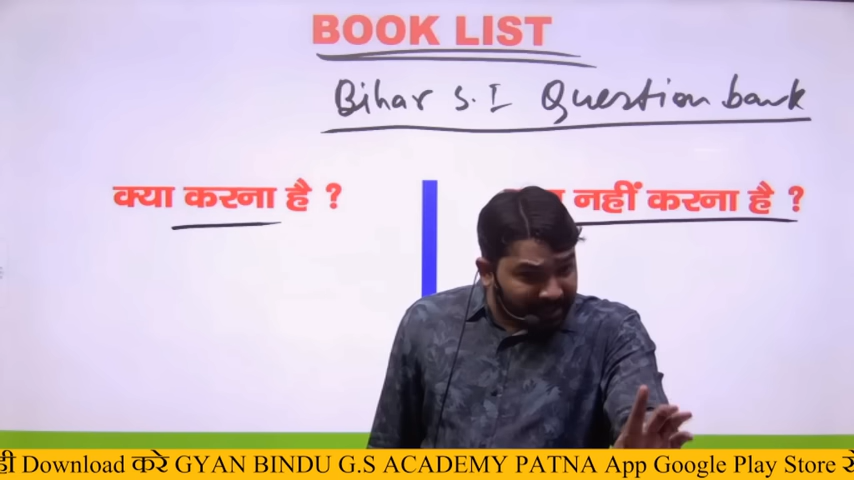 BOOK LIST
Bihar S.I Question bank
क्या करना है ?
नहीं करना है ?
Download करे GYAN BINDU G.S ACADEMY PATNA App Google Play Store से